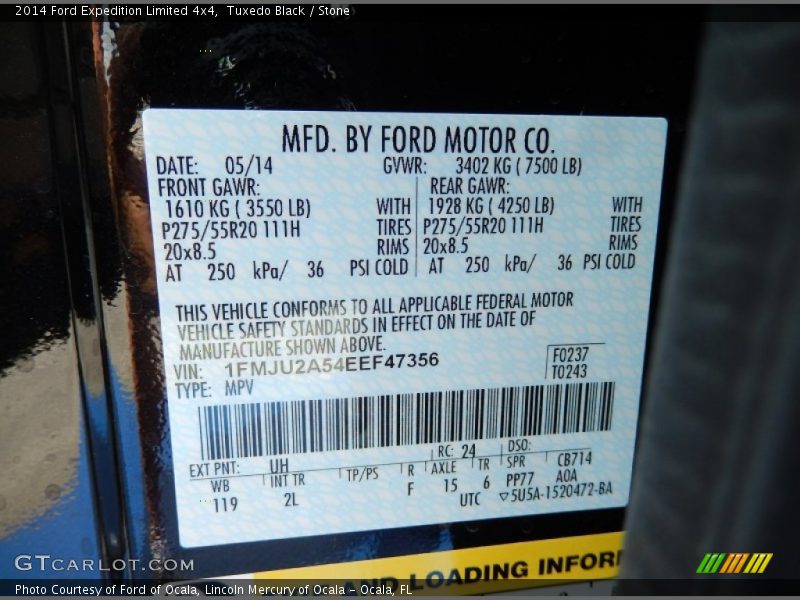 2014 Ford Expedition Limited 4x4, Tuxedo Black / Stone
MFD. BY FORD MOTOR CO.
DATE: 05/14 GVWR: 3402 KG ( 7500 LB)
FRONT GAWR: REAR GAWR:
1610 KG ( 3550 LB) WITH 1928 KG ( 4250 LB) WITH
P275/55R20 111H TIRES P275/55R20 111H TIRES
20x8.5 RIMS 20x8.5 RIMS
AT 250 kPa/ 36 PSI COLD AT 250 kPa/ 36 PSI COLD
THIS VEHICLE CONFORMS TO ALL APPLICABLE FEDERAL MOTOR
VEHICLE SAFETY STANDARDS IN EFFECT ON THE DATE OF
MANUFACTURE SHOWN ABOVE.
VIN: 1FMJU2A54EEF47356 F0237
TYPE: MPV T0243
EXT PNT: UH RC: 24 DSO:
WB INT TR TP/PS R AXLE TR SPR CB714
119 2L F 15 6 PP77 A0A
UTC ▽5U5A-1520472-BA
AND LOADING INFOR
GTCARLOT.COM
Photo Courtesy of Ford of Ocala, Lincoln Mercury of Ocala - Ocala, FL